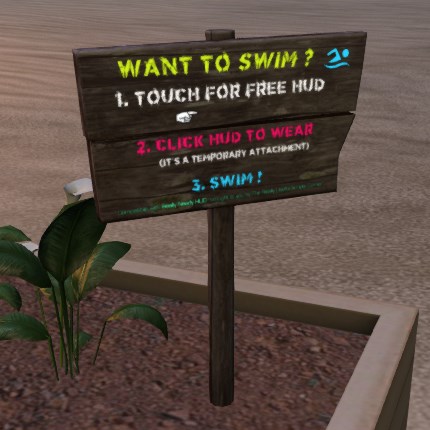 WANT TO SWIM ?
1. TOUCH FOR FREE HUD
2. CLICK HUD TO WEAR
(IT'S A TEMPORARY ATTACHMENT)
3. SWIM !